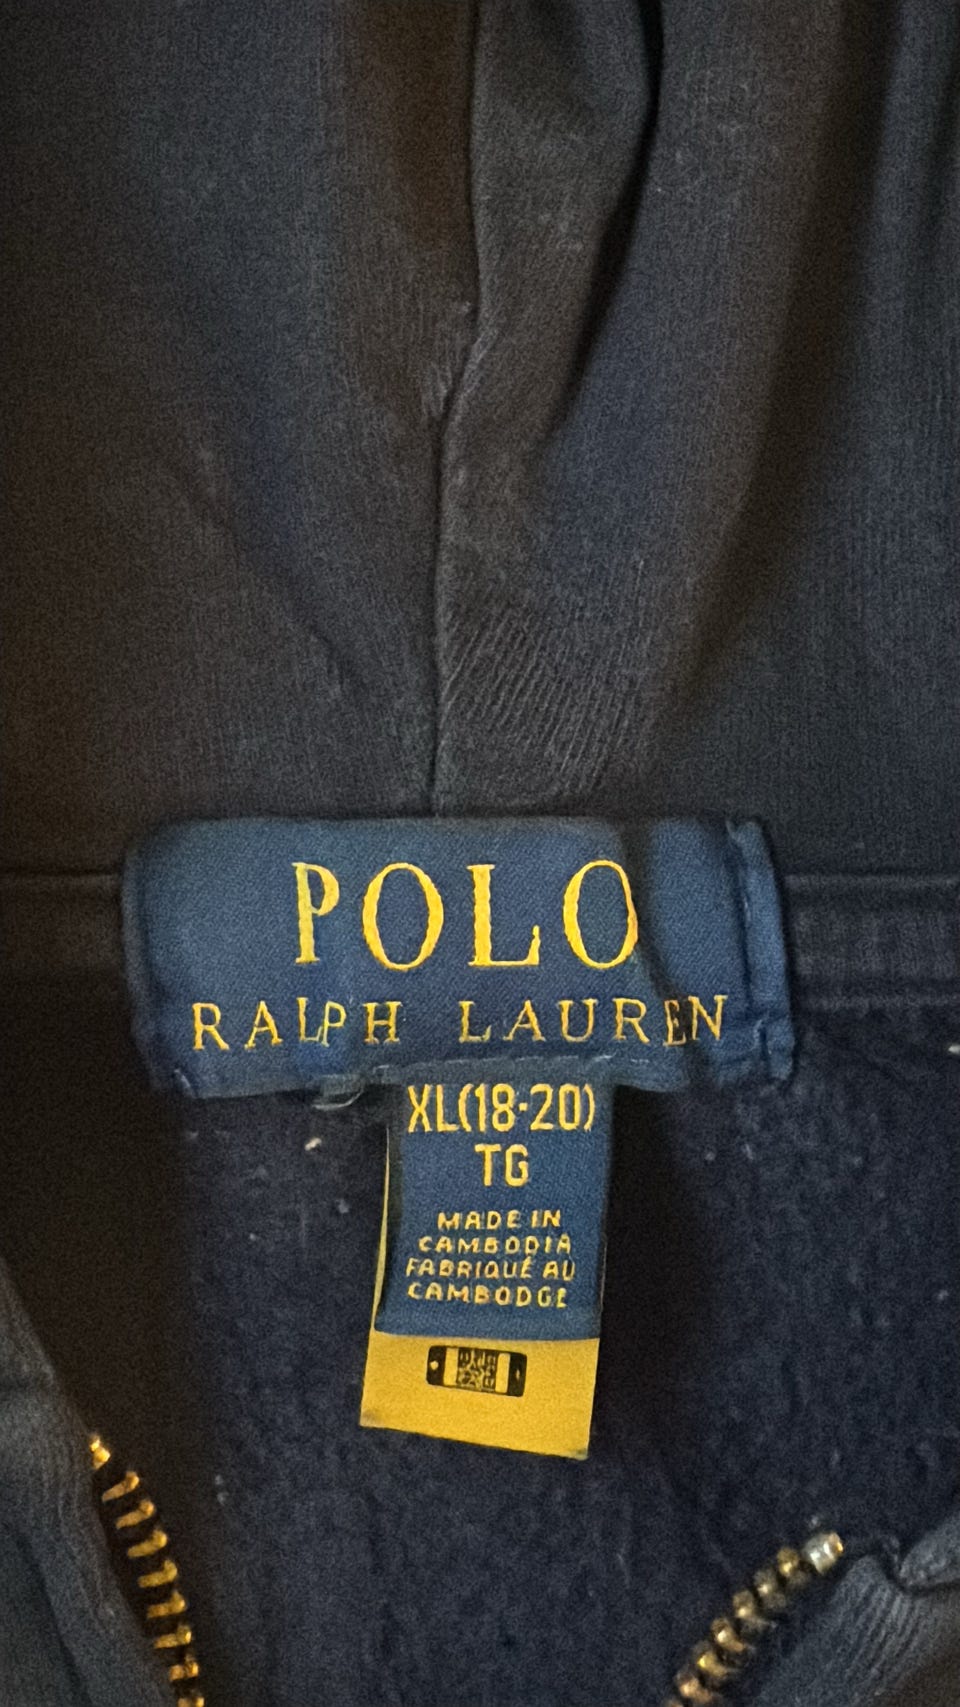 POLO
RALPH LAUREN
XL(18-20)
TG
MADE IN
CAMBODIA
FABRIQUÉ AU
CAMBODGE